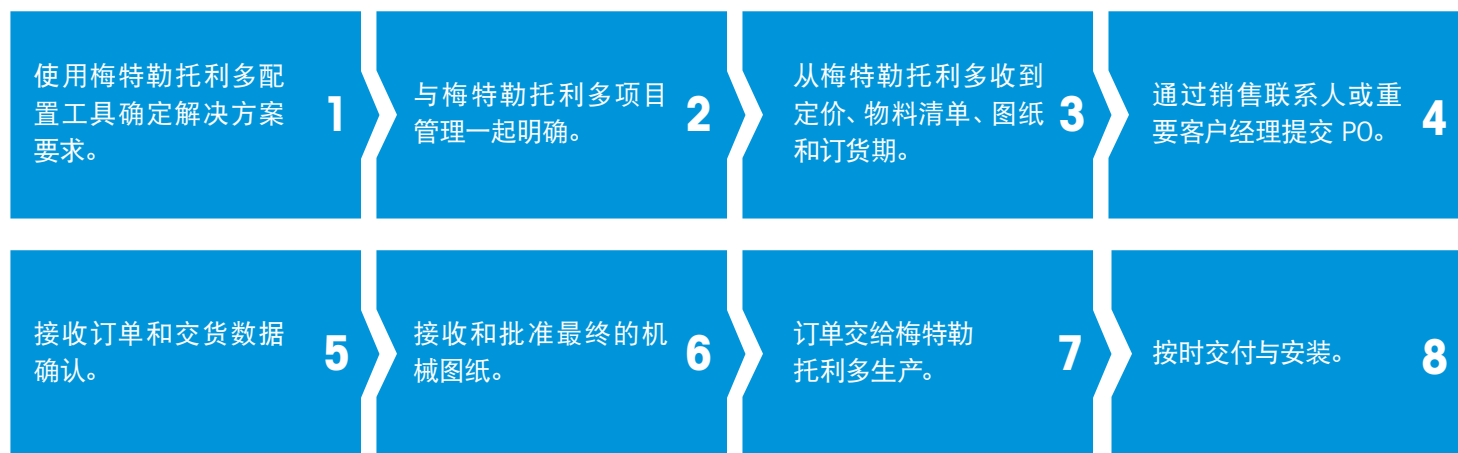 使用梅特勒托利多配
置工具确定解决方案
要求。
1
与梅特勒托利多项目
管理一起明确。
2
从梅特勒托利多收到
定价、物料清单、图纸
和订货期。
3
通过销售联系人或重
要客户经理提交 PO。
4
接收订单和交货数据
确认。
5
接收和批准最终的机
械图纸。
6
订单交给梅特勒
托利多生产。
7
按时交付与安装。
8